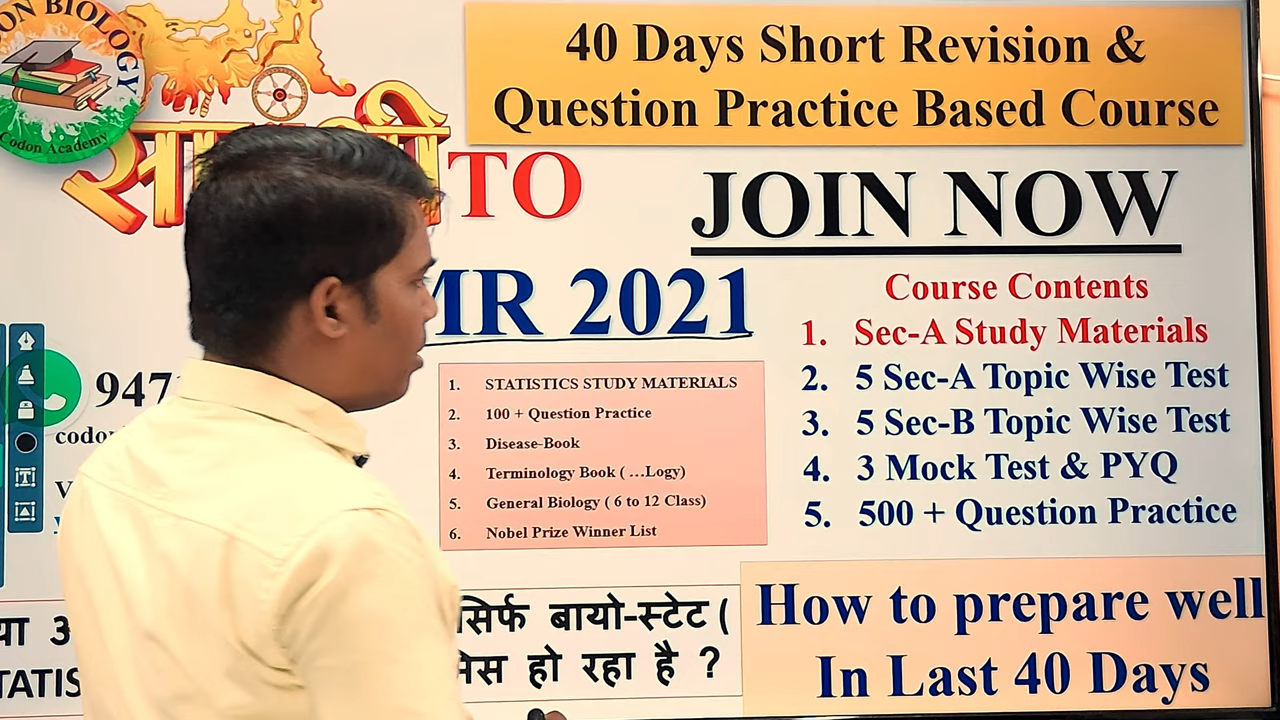 ON BIOLOGY
Codon Academy
40 Days Short Revision &
Question Practice Based Course
TO
JOIN NOW
MR 2021
Course Contents
1. Sec-A Study Materials
2. 5 Sec-A Topic Wise Test
3. 5 Sec-B Topic Wise Test
4. 3 Mock Test & PYQ
5. 500 + Question Practice
947
codon
1. STATISTICS STUDY MATERIALS
2. 100 + Question Practice
3. Disease-Book
4. Terminology Book ( ...Logy)
5. General Biology ( 6 to 12 Class)
6. Nobel Prize Winner List
सिर्फ बायो-स्टेट (
हो रहा है ?
How to prepare well
In Last 40 Days